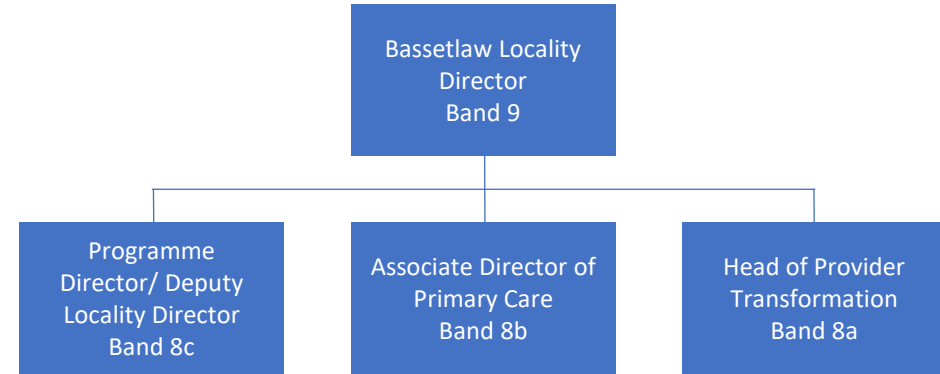 Bassetlaw Locality
Director
Band 9
Programme
Director/ Deputy
Locality Director
Band 8c
Associate Director of
Primary Care
Band 8b
Head of Provider
Transformation
Band 8a